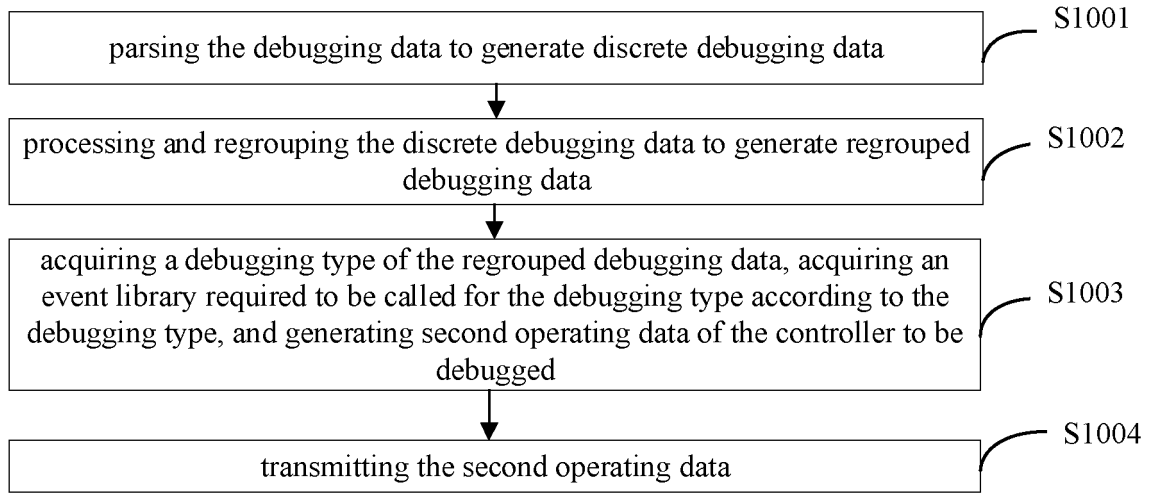 parsing the debugging data to generate discrete debugging data
S1001
processing and regrouping the discrete debugging data to generate regrouped
debugging data
S1002
acquiring a debugging type of the regrouped debugging data, acquiring an
event library required to be called for the debugging type according to the
debugging type, and generating second operating data of the controller to be
debugged
S1003
transmitting the second operating data
S1004